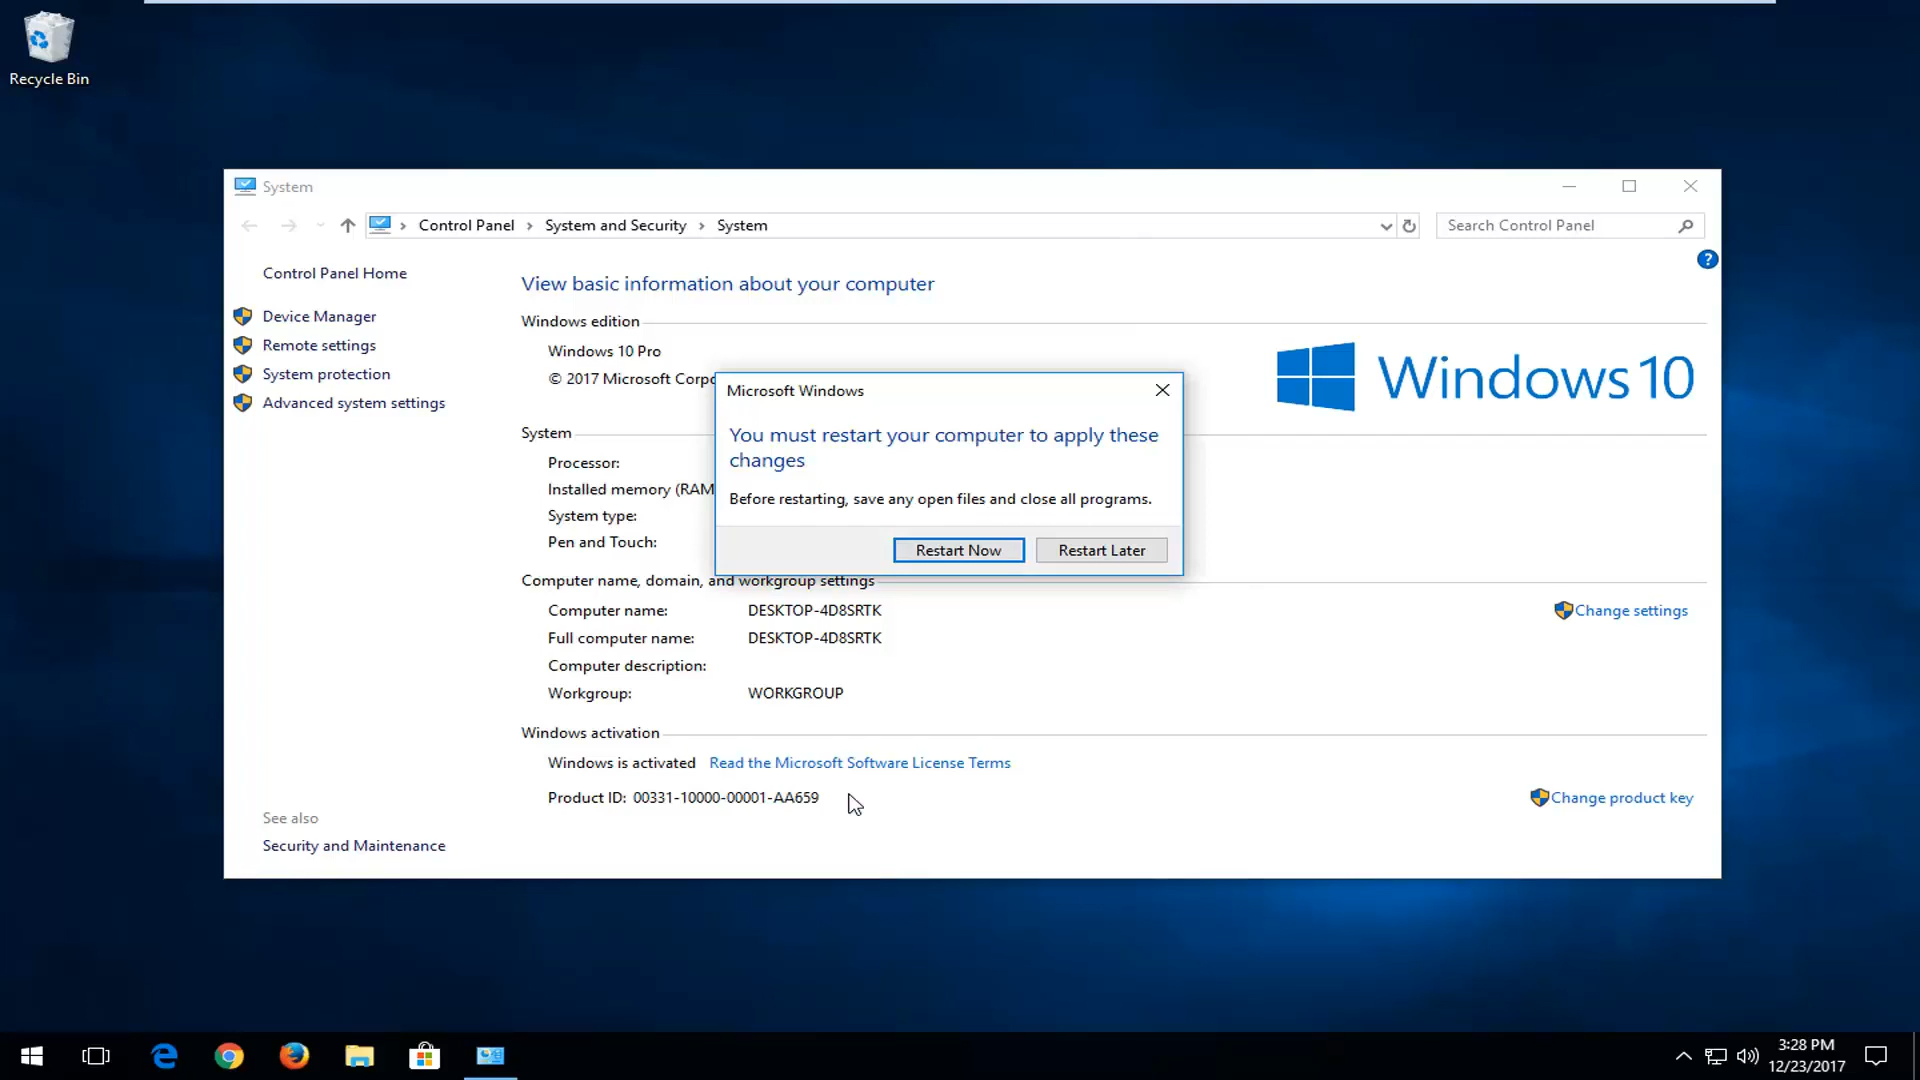 Recycle Bin
System
Control Panel > System and Security > System
Search Control Panel
?
Control Panel Home
Device Manager
Remote settings
System protection
Advanced system settings
See also
Security and Maintenance
View basic information about your computer
Windows edition
Windows 10 Pro
© 2017 Microsoft Corpo
Windows 10
System
Processor:
Installed memory (RAM
System type:
Pen and Touch:
Microsoft Windows
You must restart your computer to apply these
changes
Before restarting, save any open files and close all programs.
Restart Now
Restart Later
Computer name, domain, and workgroup settings
Computer name: DESKTOP-4D8SRTK
Change settings
Full computer name: DESKTOP-4D8SRTK
Computer description:
Workgroup: WORKGROUP
Windows activation
Windows is activated Read the Microsoft Software License Terms
Product ID: 00331-10000-00001-AA659
Change product key
3:28 PM
12/23/2017